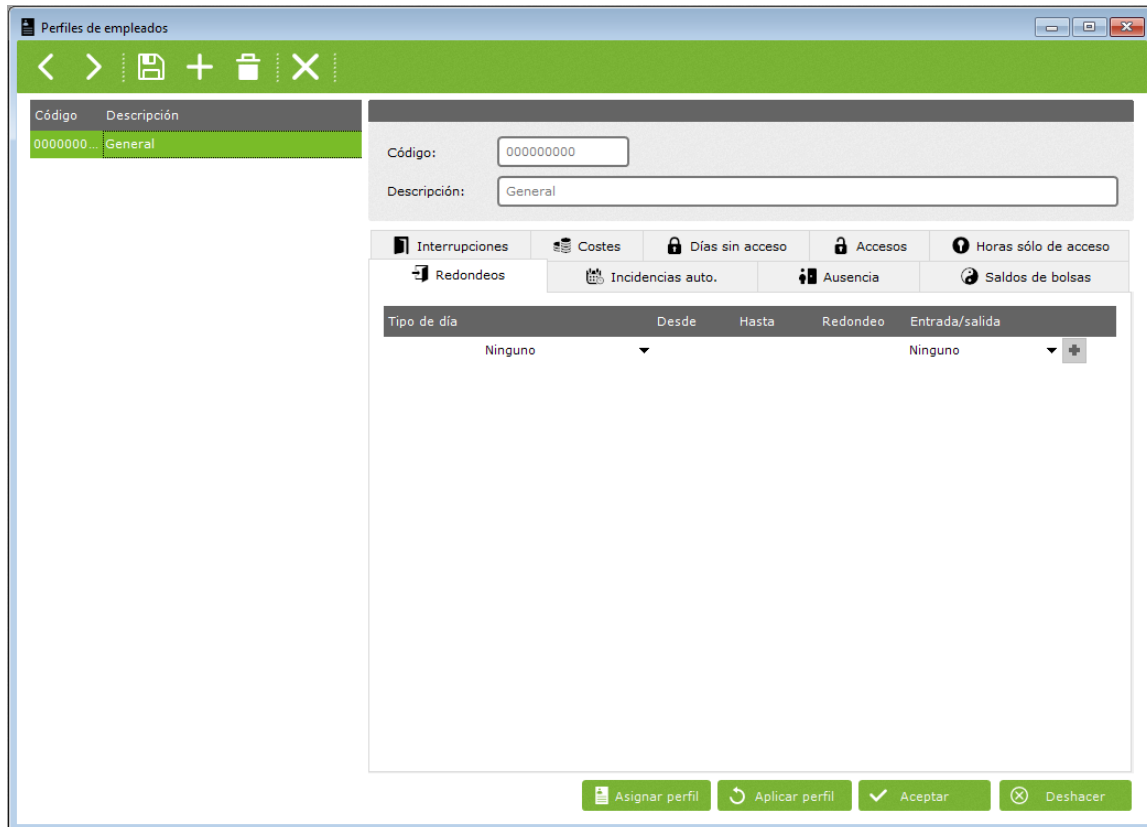 Perfiles de empleados
Código Descripción
0000000... General
Código: 000000000
Descripción: General
Interrupciones Costes Días sin acceso Accesos Horas sólo de acceso
Redondeos Incidencias auto. Ausencia Saldos de bolsas
Tipo de día Desde Hasta Redondeo Entrada/salida
Ninguno Ninguno
Asignar perfil Aplicar perfil Aceptar Deshacer